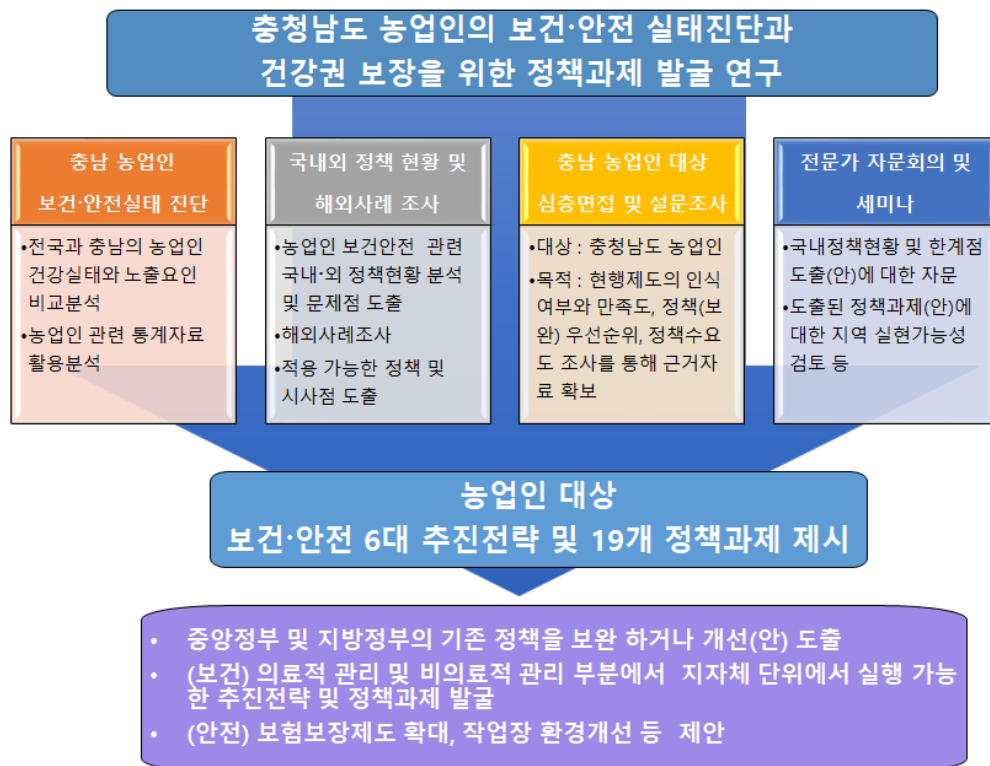 충청남도 농업인의 보건·안전 실태진단과
건강권 보장을 위한 정책과제 발굴 연구
충남 농업인
보건·안전실태 진단
•전국과 충남의 농업인
건강실태와 노출요인
비교분석
•농업인 관련 통계자료
활용분석
국내외 정책 현황 및
해외사례 조사
•농업인 보건안전 관련
국내·외 정책현황 분석
및 문제점 도출
•해외사례조사
•적용 가능한 정책 및
시사점 도출
충남 농업인 대상
심층면접 및 설문조사
•대상 : 충청남도 농업인
•목적 : 현행제도의 인식
여부와 만족도, 정책(보
완) 우선순위, 정책수요
도 조사를 통해 근거자
료 확보
전문가 자문회의 및
세미나
•국내정책현황 및 한계점
도출(안)에 대한 자문
•도출된 정책과제(안)에
대한 지역 실현가능성
검토 등
농업인 대상
보건·안전 6대 추진전략 및 19개 정책과제 제시
• 중앙정부 및 지방정부의 기존 정책을 보완 하거나 개선(안) 도출
• (보건) 의료적 관리 및 비의료적 관리 부분에서 지자체 단위에서 실행 가능
한 추진전략 및 정책과제 발굴
• (안전) 보험보장제도 확대, 작업장 환경개선 등 제안